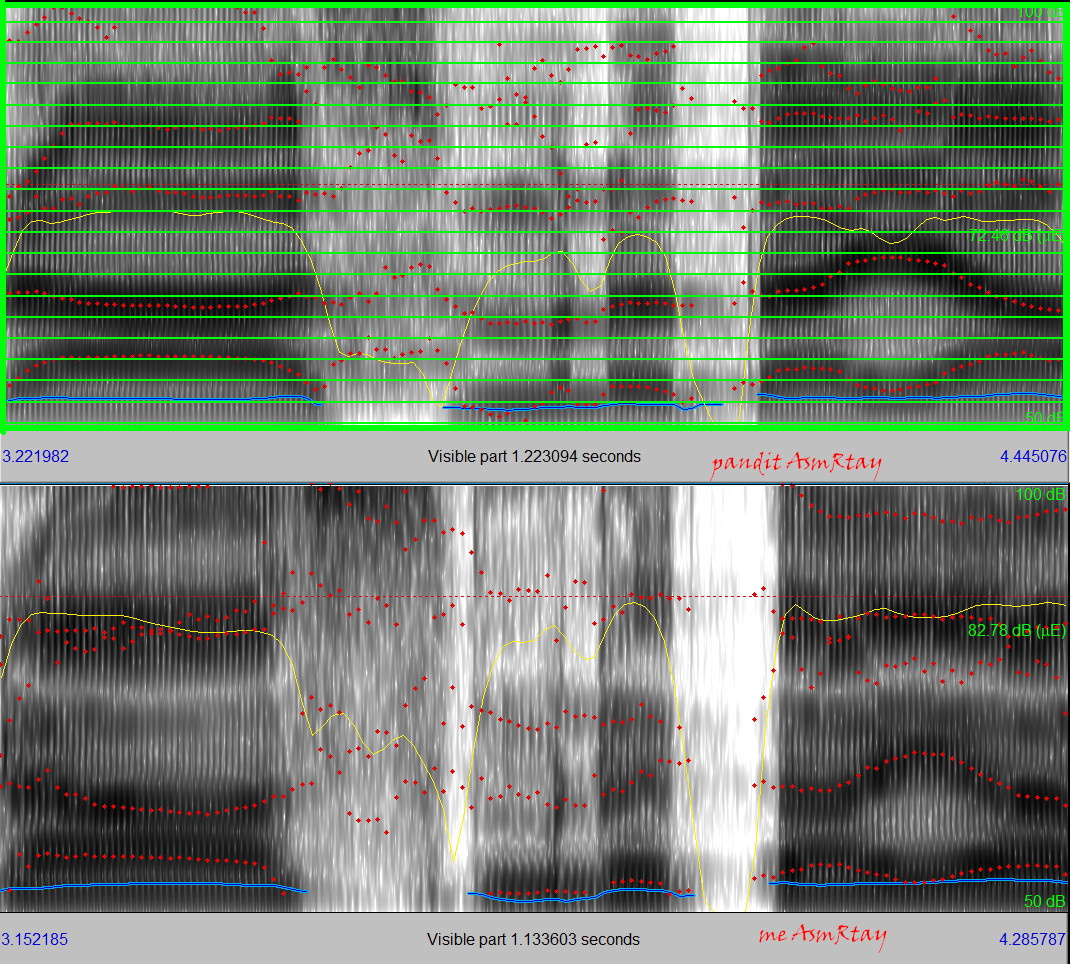 100 dB
72.46 dB (µE)
50 dB
3.221982 Visible part 1.223094 seconds pandit AsmRtay 4.445076
100 dB
82.78 dB (µE)
50 dB
3.152185 Visible part 1.133603 seconds me AsmRtay 4.285787